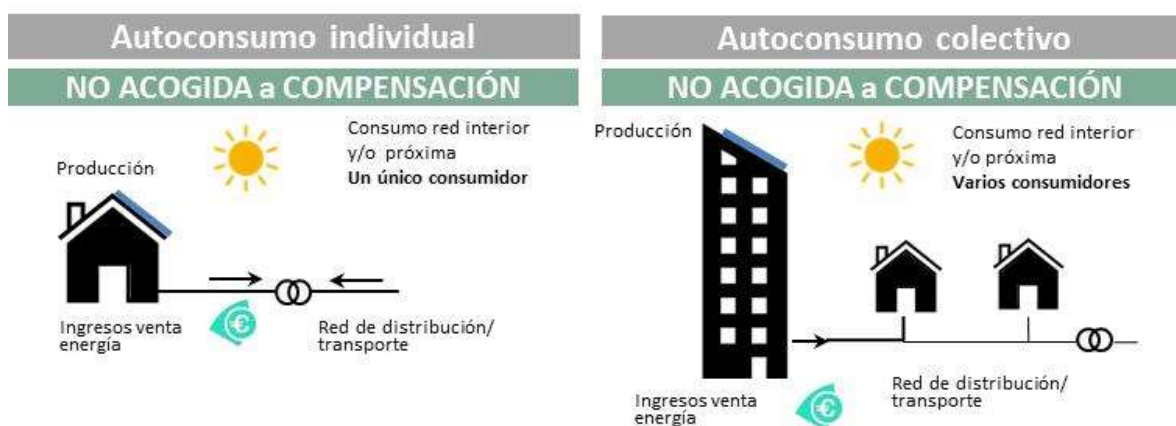 Autoconsumo individual
NO ACOGIDA a COMPENSACIÓN
Consumo red interior
y/o próxima
Un único consumidor
Producción
Ingresos venta
energía
€
Red de distribución/
transporte
Autoconsumo colectivo
NO ACOGIDA a COMPENSACIÓN
Producción
Consumo red interior
y/o próxima
Varios consumidores
Red de distribución/
transporte
Ingresos venta
energía
€